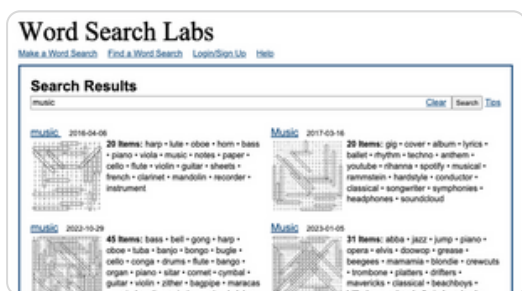 Word Search Labs
Make a Word Search Find a Word Search Login/Sign Up Help
Search Results
music Clear Search Tips
music 2016-04-06
20 Items: harp • lute • oboe • horn • bass
• piano • viola • music • notes • paper •
cello • flute • violin • guitar • sheets •
french • clarinet • mandolin • recorder •
instrument
Music 2017-03-16
20 Items: gig • cover • album • lyrics •
ballet • rhythm • techno • anthem •
youtube • rihanna • spotify • musical •
rammstein • hardstyle • conductor •
classical • songwriter • symphonies •
headphones • soundcloud
music 2022-10-29
45 Items: bass • bell • gong • harp •
oboe • tuba • banjo • bongo • bugle •
cello • conga • drums • flute • bango •
organ • piano • sitar • cornet • cymbal •
guitar • violin • zither • bagpipe • maracas
Music 2023-01-05
31 Items: abba • jazz • jump • piano •
opera • elvis • doowop • grease •
beegees • mamamia • blondie • crewcuts
• trombone • platters • drifters •
mavericks • classical • beachboys •